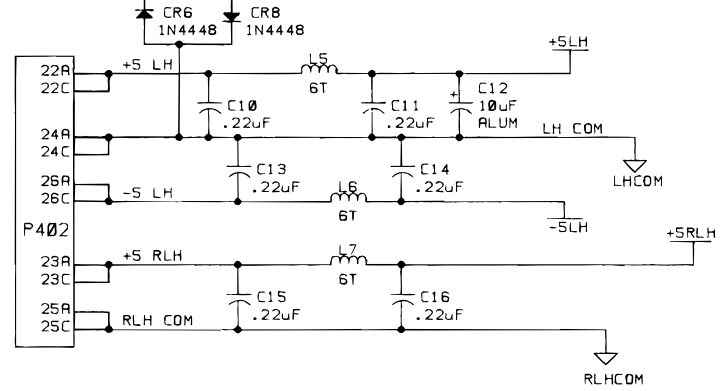 CR6
1N4448
CR8
1N4448
+5LH
22A
22C
+5 LH
L5
6T
C10
.22uF
C11
.22uF
+
C12
10uF
ALUM
24A
24C
LH COM
LHCOM
C13
.22uF
C14
.22uF
26A
26C
-5 LH
L6
6T
-5LH
P402
23A
23C
+5 RLH
L7
6T
+5RLH
C15
.22uF
C16
.22uF
25A
25C
RLH COM
RLHCOM